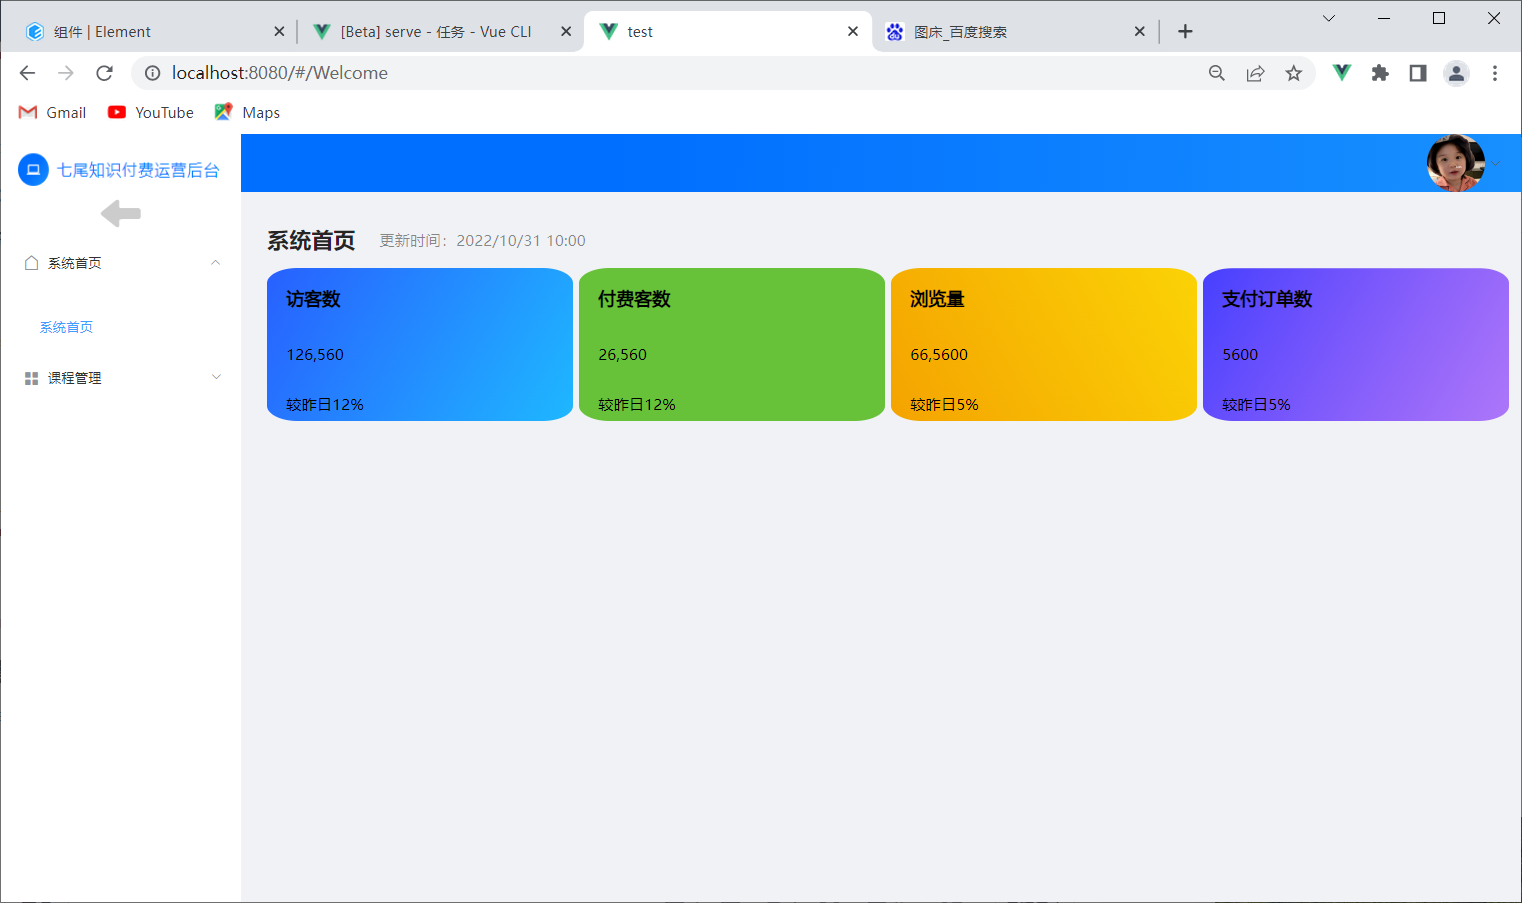 组件 | Element
[Beta] serve - 任务 - Vue CLI
test
图床_百度搜索
localhost:8080/#/Welcome
Gmail
YouTube
Maps
七尾知识付费运营后台
系统首页
系统首页
课程管理
系统首页
更新时间：2022/10/31 10:00
访客数
126,560
较昨日12%
付费客数
26,560
较昨日12%
浏览量
66,5600
较昨日5%
支付订单数
5600
较昨日5%